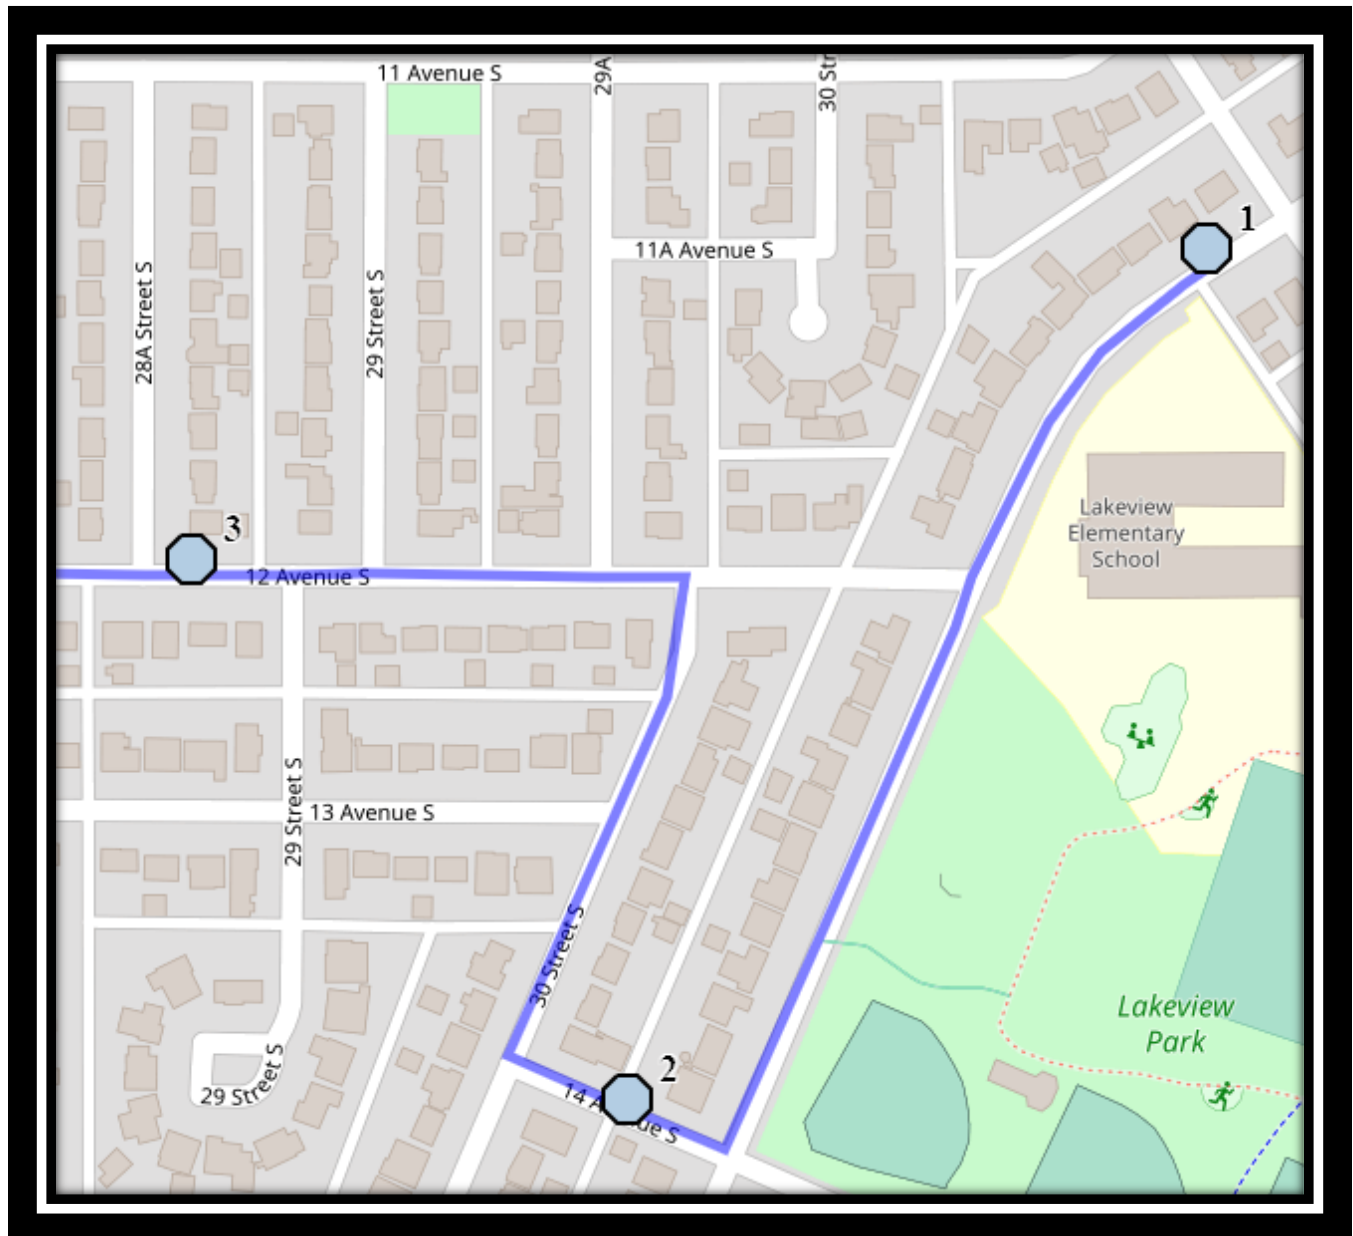 11 Avenue S
29A
30 Str
1
11A Avenue S
28A Street S
29 Street S
Lakeview
Elementary
School
3
12 Avenue S
29 Street S
13 Avenue S
30 Street S
Lakeview
Park
29 Street S
2
14 A
ue S